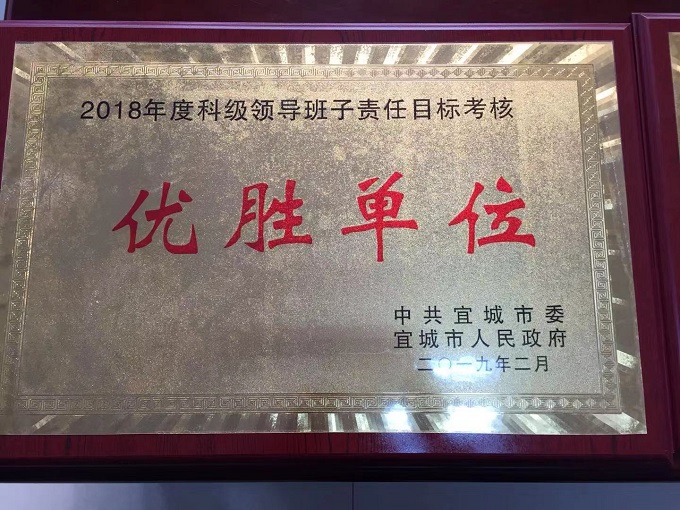 2018年度科级领导班子责任目标考核
优胜单位
中共宜城市委
宜城市人民政府
二〇一九年二月